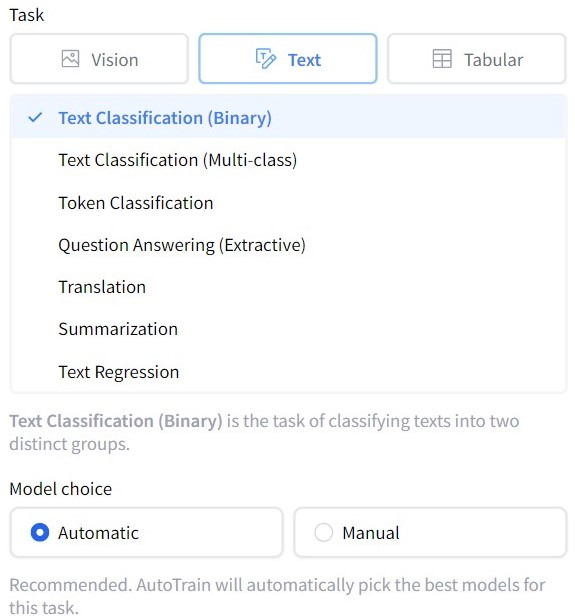 Task
Vision
Text
Tabular
Text Classification (Binary)
Text Classification (Multi-class)
Token Classification
Question Answering (Extractive)
Translation
Summarization
Text Regression
Text Classification (Binary) is the task of classifying texts into two
distinct groups.
Model choice
Automatic
Manual
Recommended. AutoTrain will automatically pick the best models for
this task.